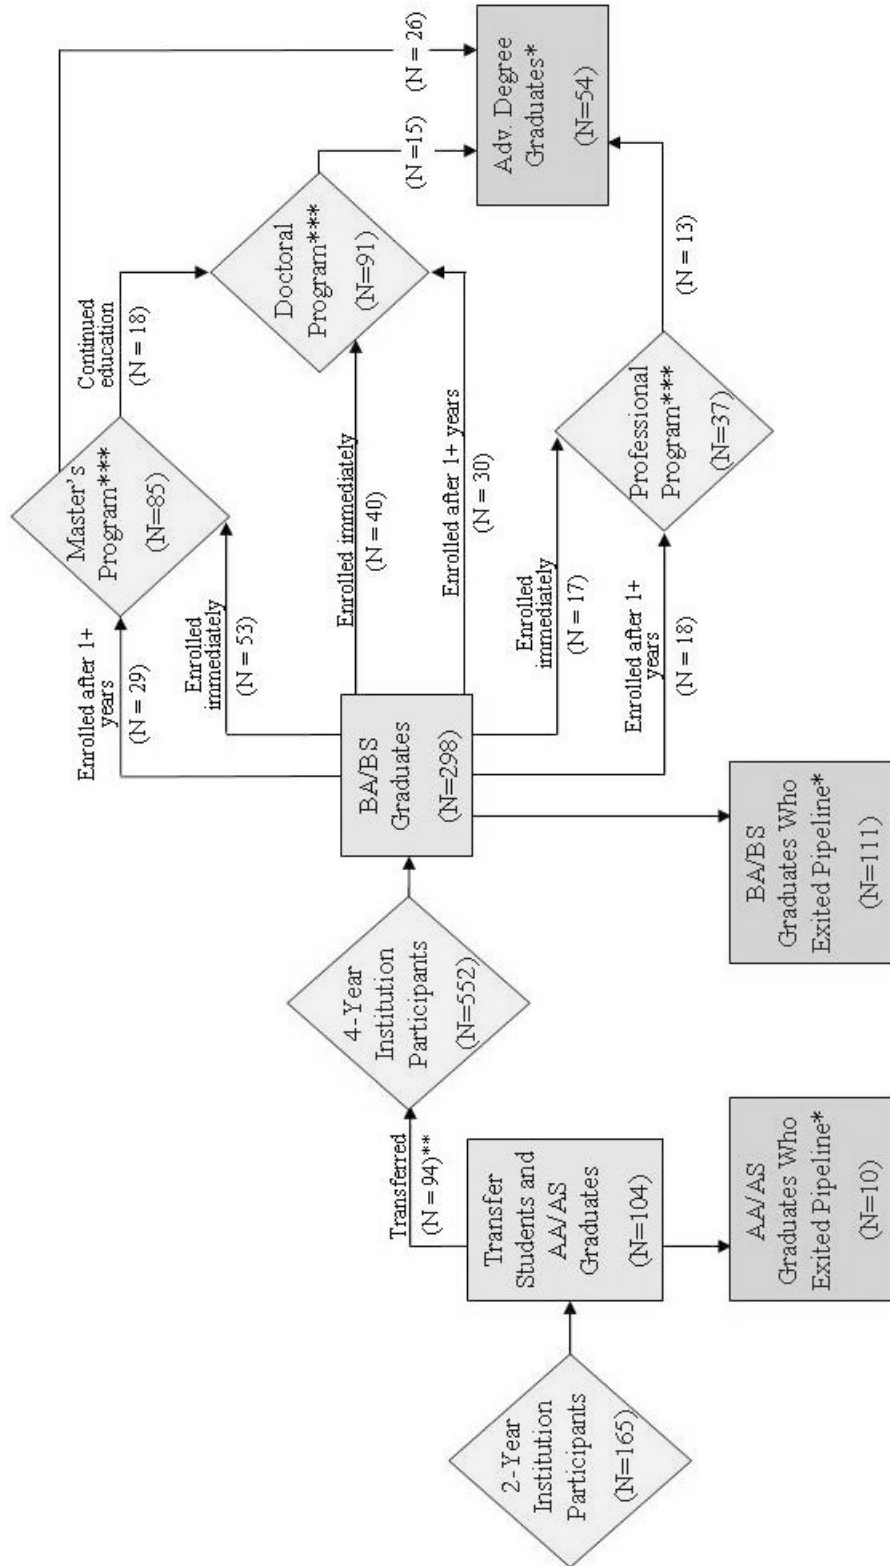 2-Year
Institution
Participants
(N=165)
Transfer
Students and
AA/AS
Graduates
(N=104)
AA/AS
Graduates Who
Exited Pipeline*
(N=10)
Transferred
(N = 94)**
4-Year
Institution
Participants
(N=552)
BA/BS
Graduates
(N=298)
BA/BS
Graduates Who
Exited Pipeline*
(N=111)
Enrolled after 1+
years
(N = 29)
Enrolled
immediately
(N = 53)
Enrolled immediately
(N = 40)
Enrolled after 1+ years
(N = 30)
Enrolled
immediately
(N = 17)
Enrolled after 1+
years
(N = 18)
Master's
Program***
(N=85)
Continued
education
(N = 18)
Doctoral
Program***
(N=91)
Professional
Program***
(N=37)
(N = 26)
(N =15)
(N = 13)
Adv. Degree
Graduates*
(N=54)